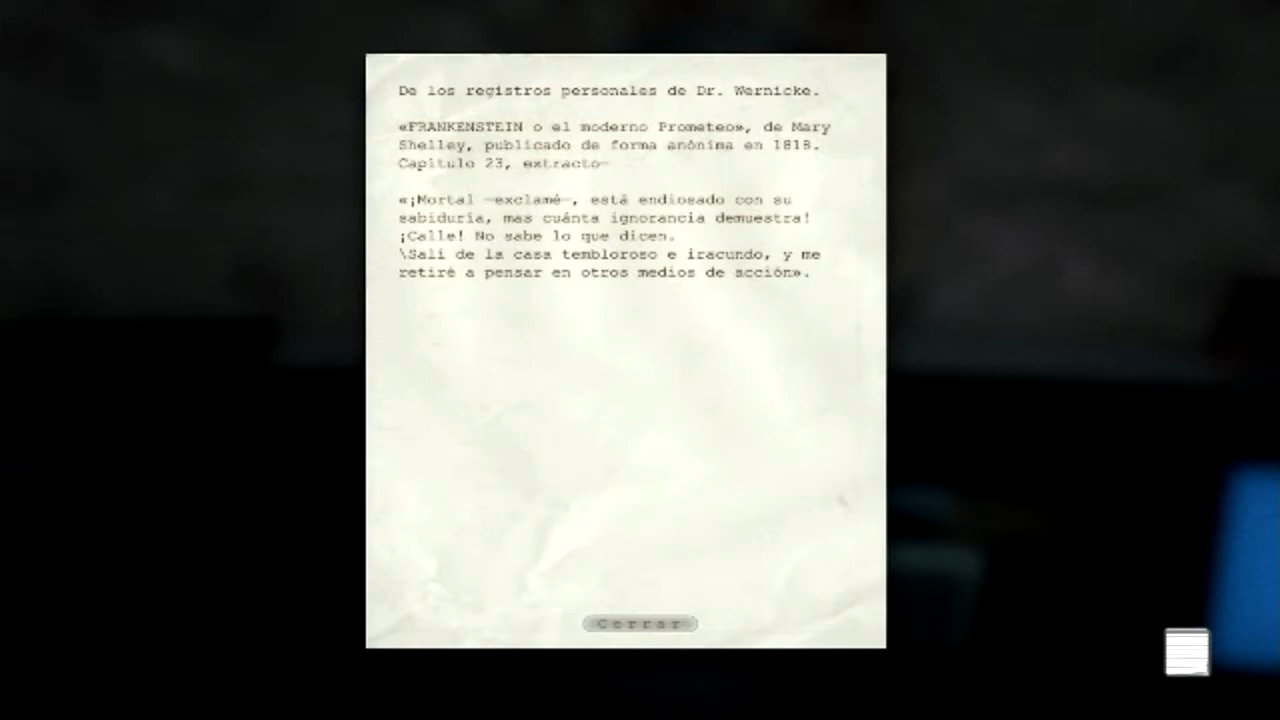 De los registros personales de Dr. Wernicke.
«FRANKENSTEIN o el moderno Prometeo», de Mary
Shelley, publicado de forma anónima en 1818.
Capítulo 23, extracto—
«¡Mortal —exclamé—, está endiosado con su
sabiduría, mas cuánta ignorancia demuestra!
¡Calle! No sabe lo que dicen.
\Salí de la casa tembloroso e iracundo, y me
retiré a pensar en otros medios de acción».
Cerrar